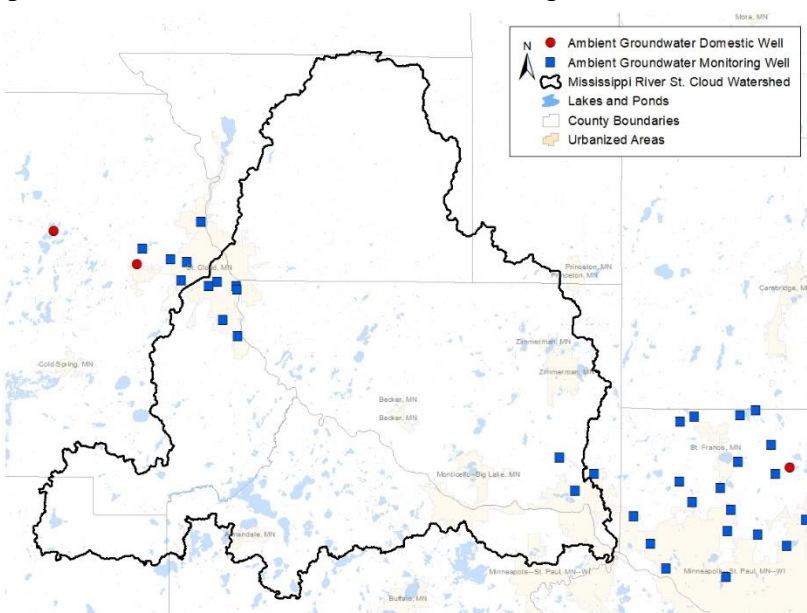 Mora, MN
N
Ambient Groundwater Domestic Well
Ambient Groundwater Monitoring Well
Mississippi River St. Cloud Watershed
Lakes and Ponds
County Boundaries
Urbanized Areas
St. Cloud, MN
Princeton, MN
Princeton, MN
Cambridge, M
Zimmerman, MN
Cold Spring, MN
Zimmerman, MN
Becker, MN
Becker, MN
St. Francis, MN
Monticello--Big Lake, MN
Annandale, MN
Minneapolis--St. Paul, MN--WI
Minneapolis--St. Paul, MN--WI
Buffalo, MN